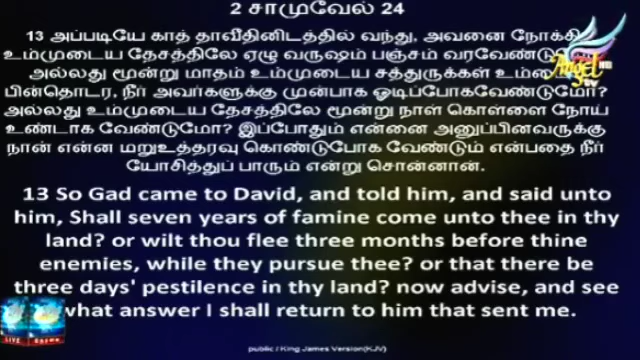 2 சாமுவேல் 24
13 அப்படியே காத் தாவீதினிடத்தில் வந்து, அவனை நோக்கி
உம்முடைய தேசத்திலே ஏழு வருஷம் பஞ்சம் வரவேண்டு
அல்லது மூன்று மாதம் உம்முடைய சத்துருக்கள் உம்மை
பின்தொடர, நீர் அவர்களுக்கு முன்பாக ஓடிப்போகவேண்டுமோ?
அல்லது உம்முடைய தேசத்திலே மூன்று நாள் கொள்ளை நோய்
உண்டாக வேண்டுமோ? இப்போதும் என்னை அனுப்பினவருக்கு
நான் என்ன மறுஉத்தரவு கொண்டுபோக வேண்டும் என்பதை நீர்
யோசித்துப் பாரும் என்று சொன்னான்.
13 So Gad came to David, and told him, and said unto
him, Shall seven years of famine come unto thee in thy
land? or wilt thou flee three months before thine
enemies, while they pursue thee? or that there be
three days' pestilence in thy land? now advise, and see
what answer I shall return to him that sent me.
public / King James Version(KJV)
Angel
TV
HD
LIVE